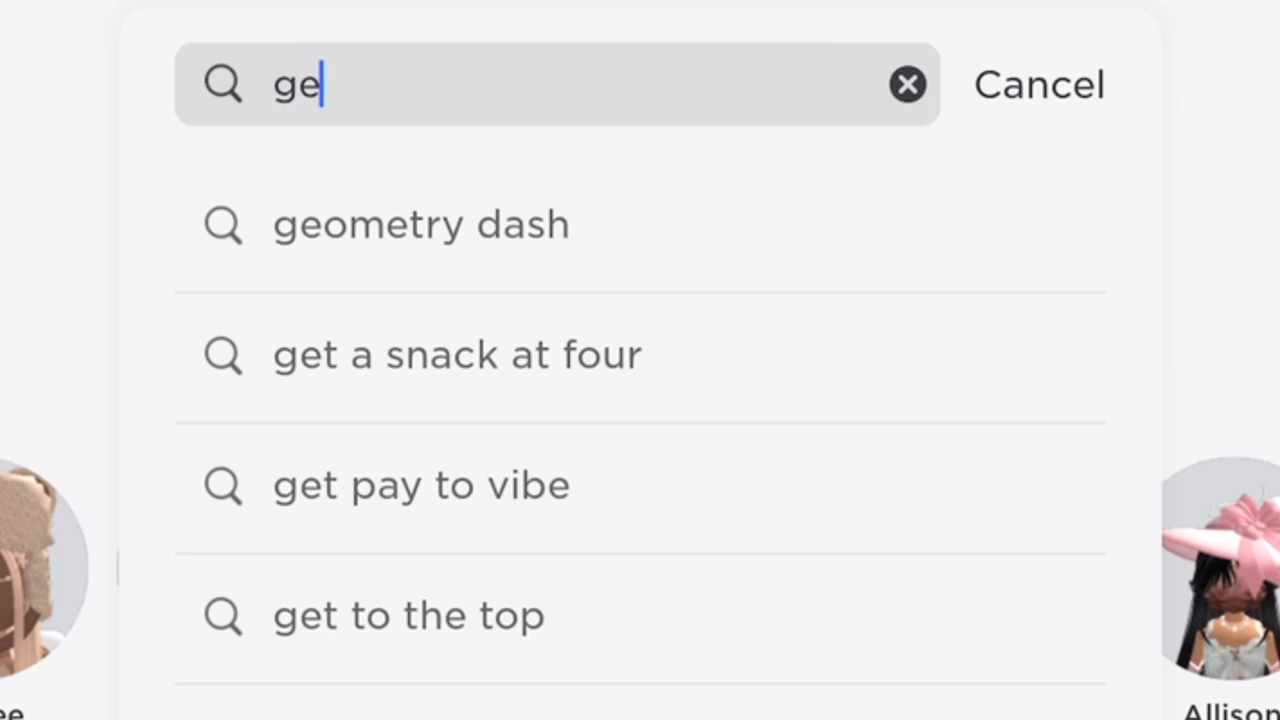 ge
Cancel
geometry dash
get a snack at four
get pay to vibe
get to the top
Allison